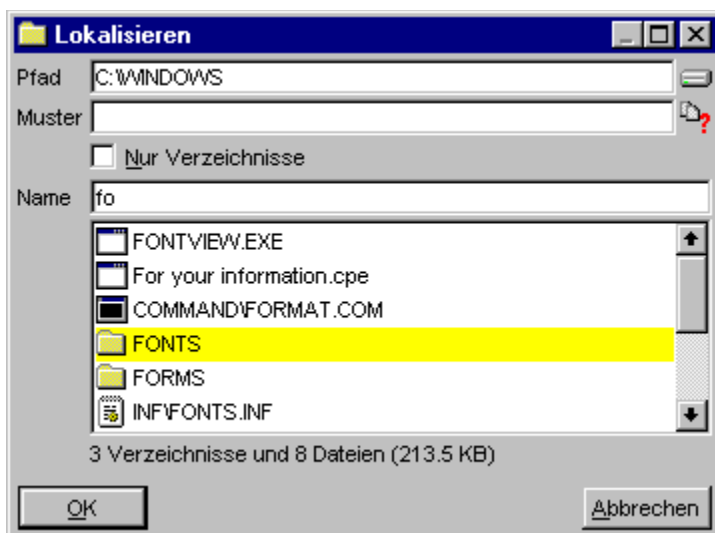 Lokalisieren
Pfad C:\WINDOWS
Muster
Nur Verzeichnisse
Name fo
FONTVIEW.EXE
For your information.cpe
COMMAND\FORMAT.COM
FONTS
FORMS
INF\FONTS.INF
3 Verzeichnisse und 8 Dateien (213.5 KB)
OK Abbrechen